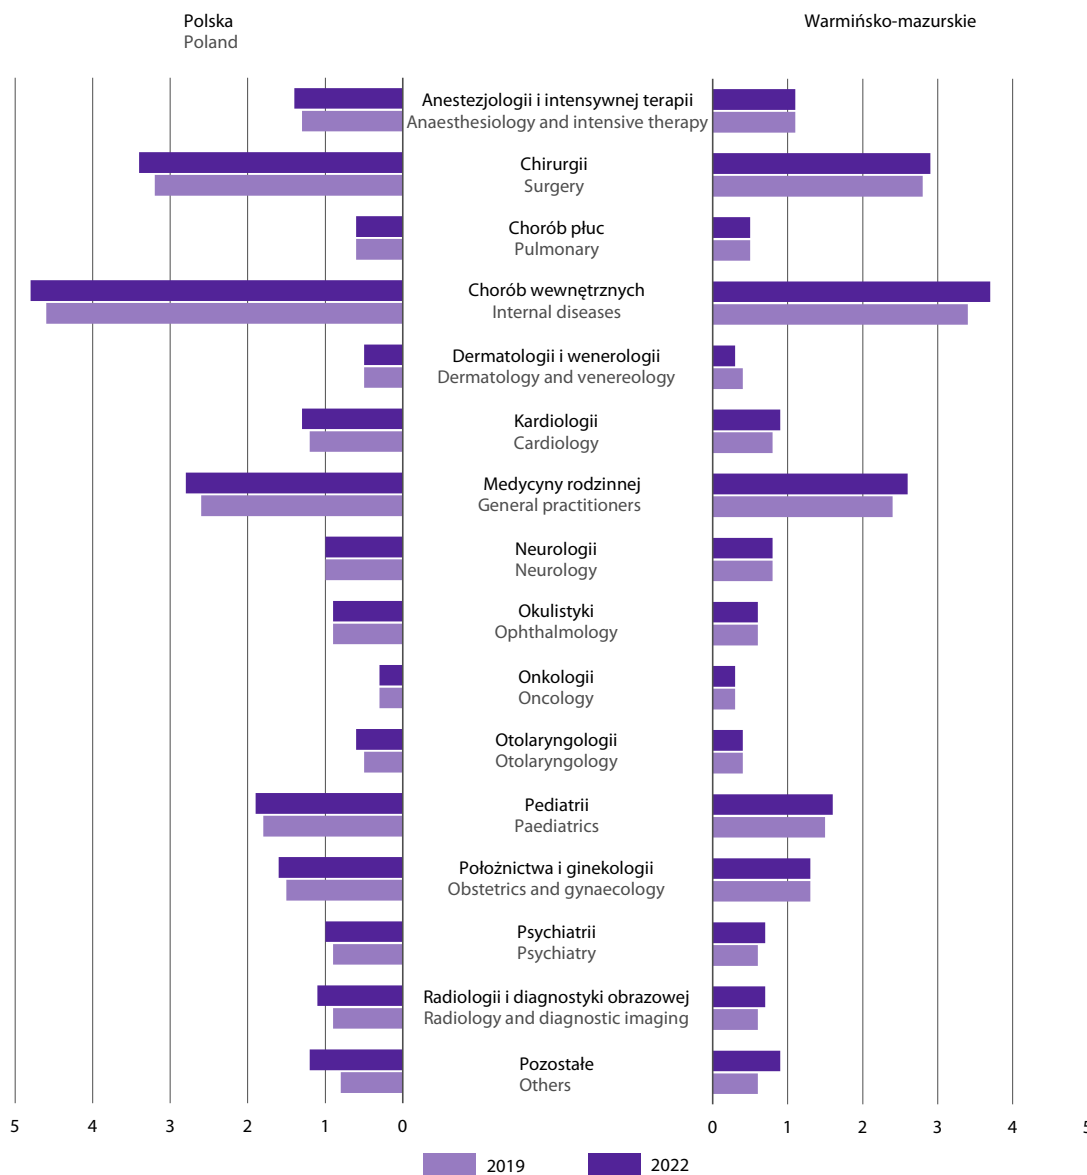 Polska
Poland
Warmińsko-mazurskie
Anestezjologii i intensywnej terapii
Anaesthesiology and intensive therapy
Chirurgii
Surgery
Chorób płuc
Pulmonary
Chorób wewnętrznych
Internal diseases
Dermatologii i wenerologii
Dermatology and venereology
Kardiologii
Cardiology
Medycyny rodzinnej
General practitioners
Neurologii
Neurology
Okulistyki
Ophthalmology
Onkologii
Oncology
Otolaryngologii
Otolaryngology
Pediatrii
Paediatrics
Położnictwa i ginekologii
Obstetrics and gynaecology
Psychiatrii
Psychiatry
Radiologii i diagnostyki obrazowej
Radiology and diagnostic imaging
Pozostałe
Others
5 4 3 2 1 0 0 1 2 3 4 5
2019 2022